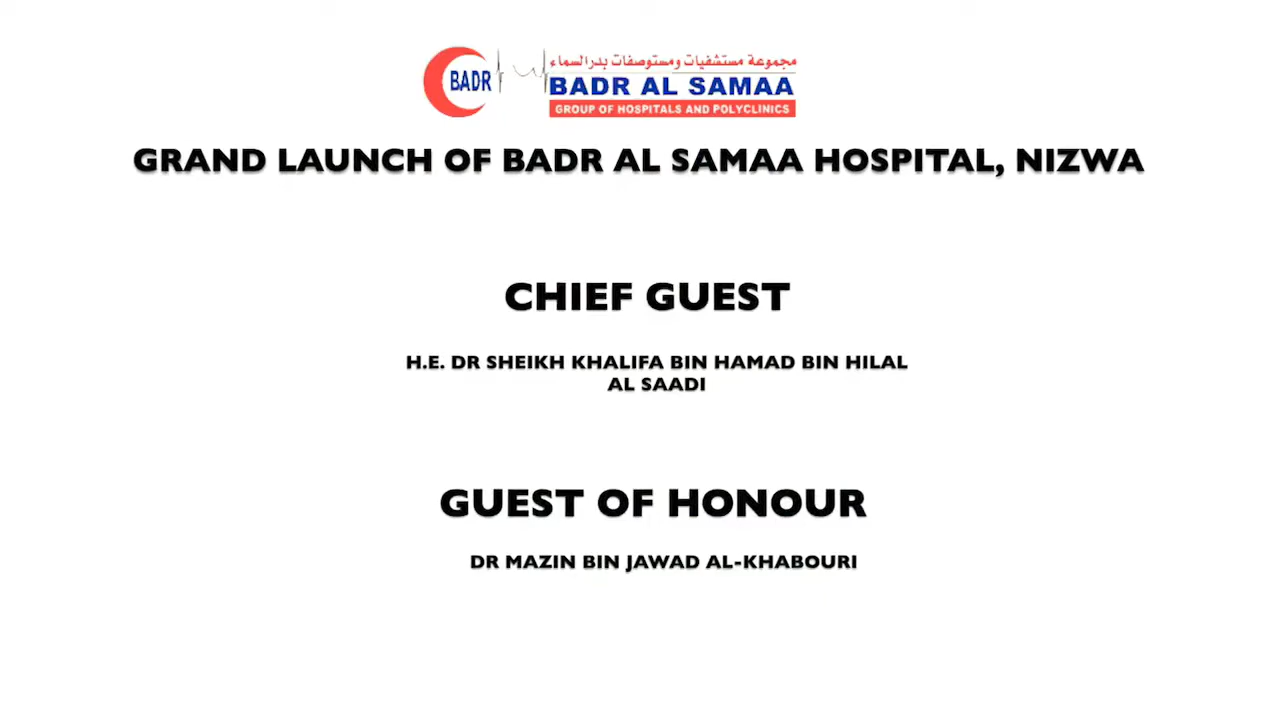 BADR
مجموعة مستشفيات ومستوصفات بدرالسماء
BADR AL SAMAA
GROUP OF HOSPITALS AND POLYCLINICS
GRAND LAUNCH OF BADR AL SAMAA HOSPITAL, NIZWA
CHIEF GUEST
H.E. DR SHEIKH KHALIFA BIN HAMAD BIN HILAL
AL SAADI
GUEST OF HONOUR
DR MAZIN BIN JAWAD AL-KHABOURI